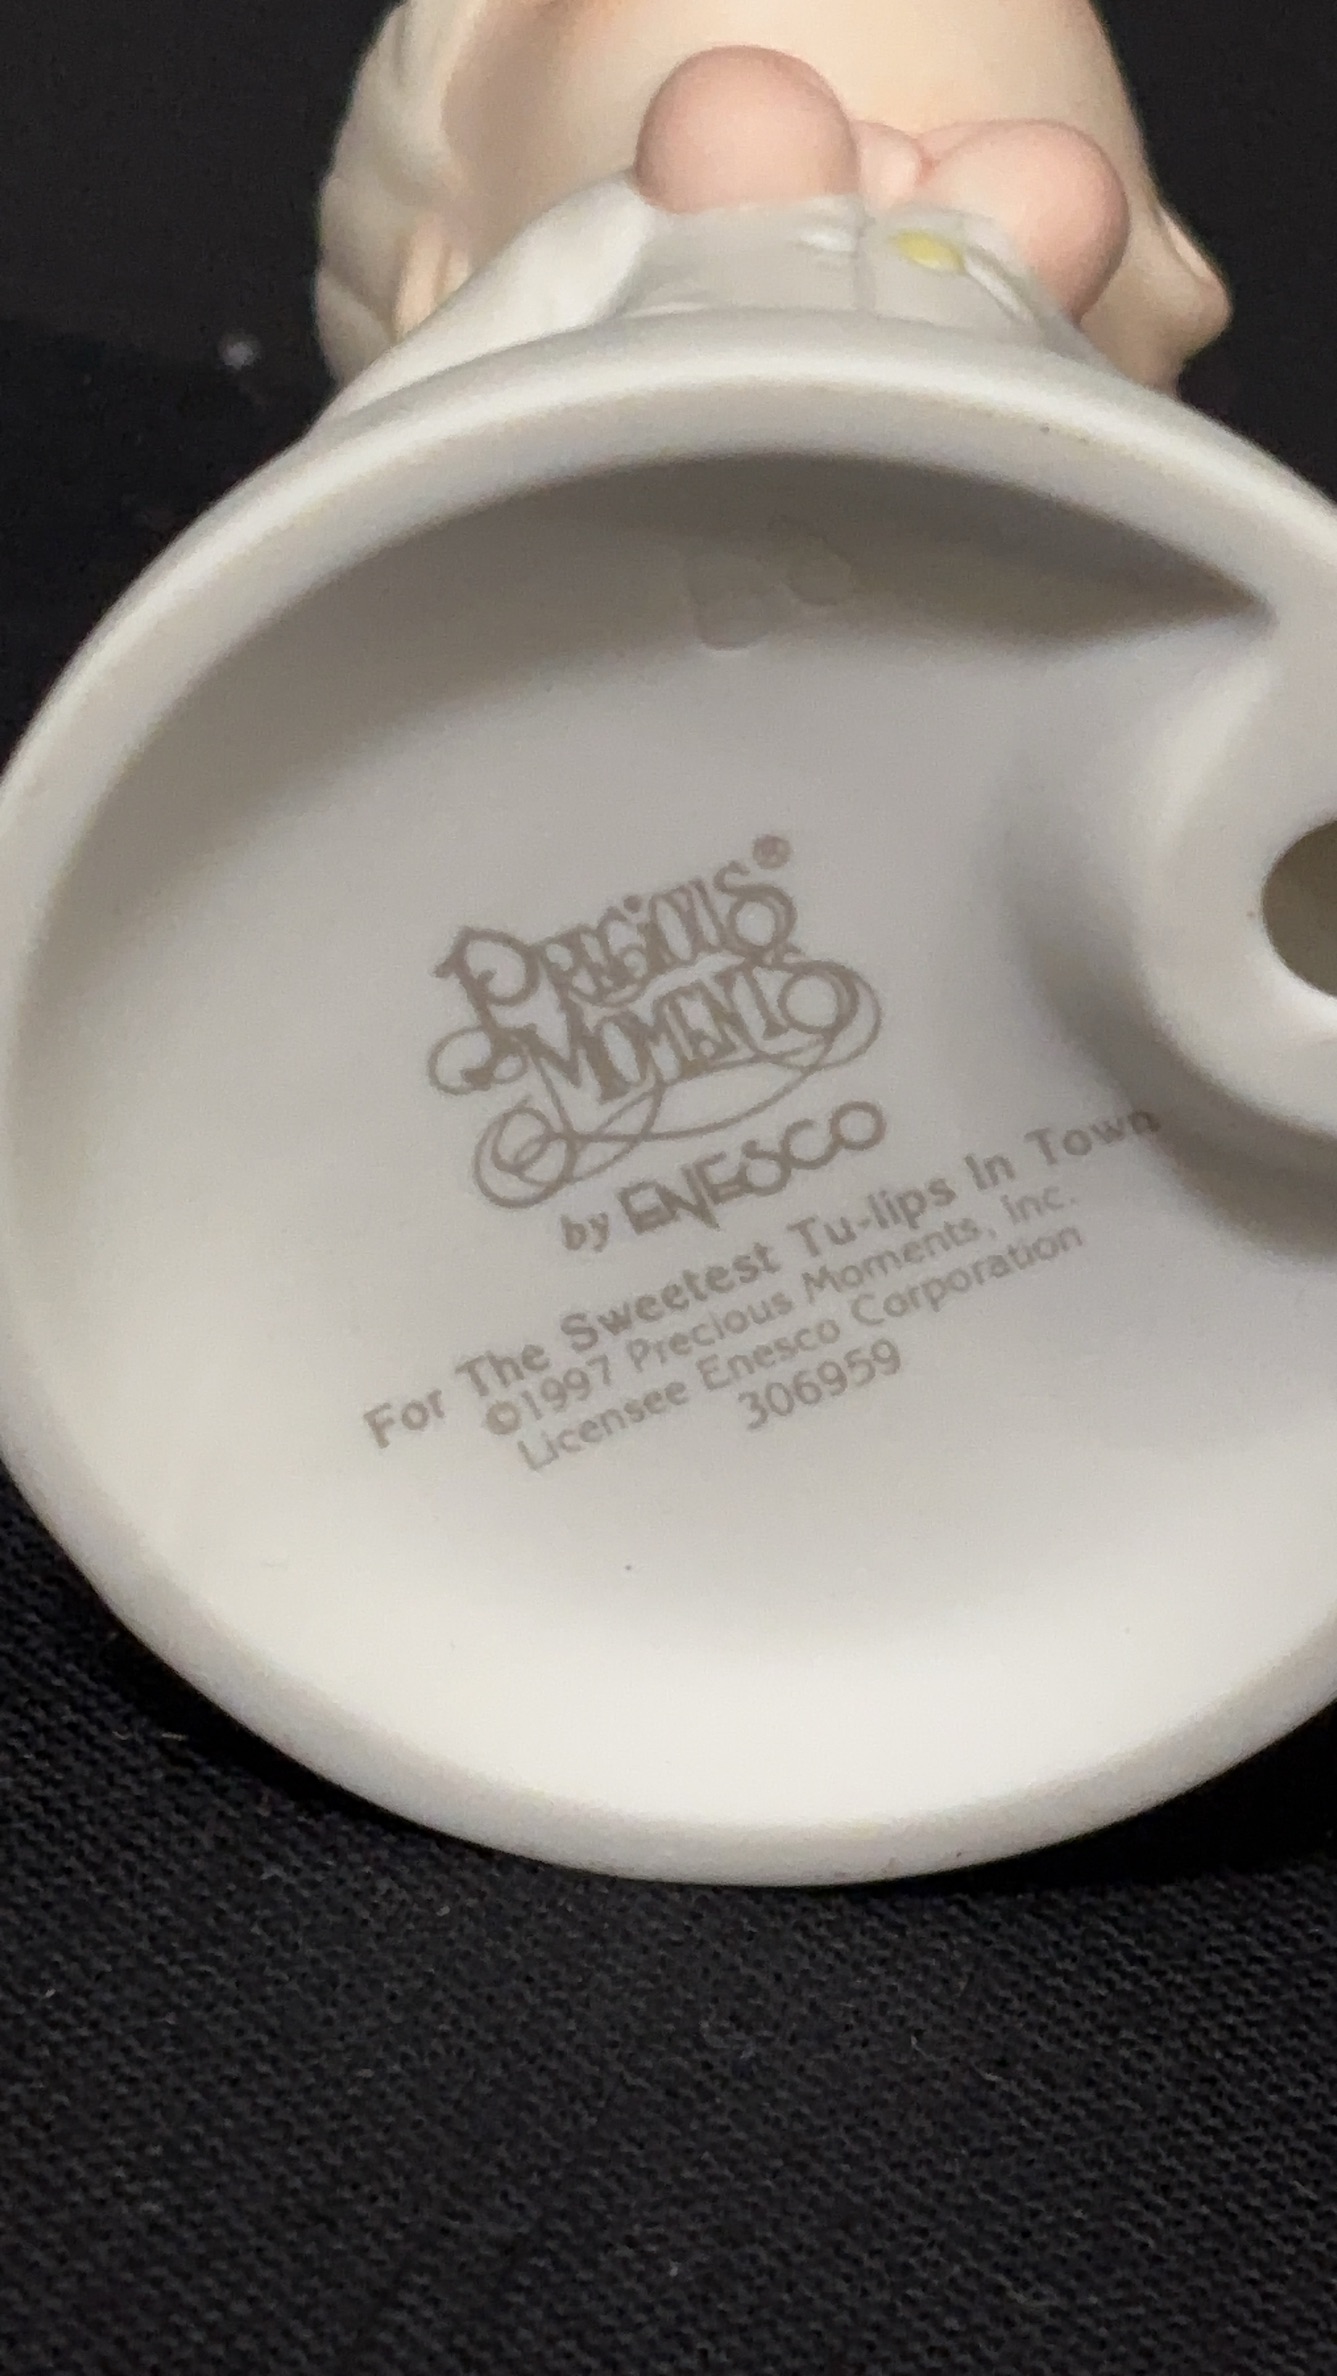 PRECIOUS®
MOMENTS
by ENESCO
For The Sweetest Tu-lips In Town
©1997 Precious Moments, Inc.
Licensee Enesco Corporation
306959